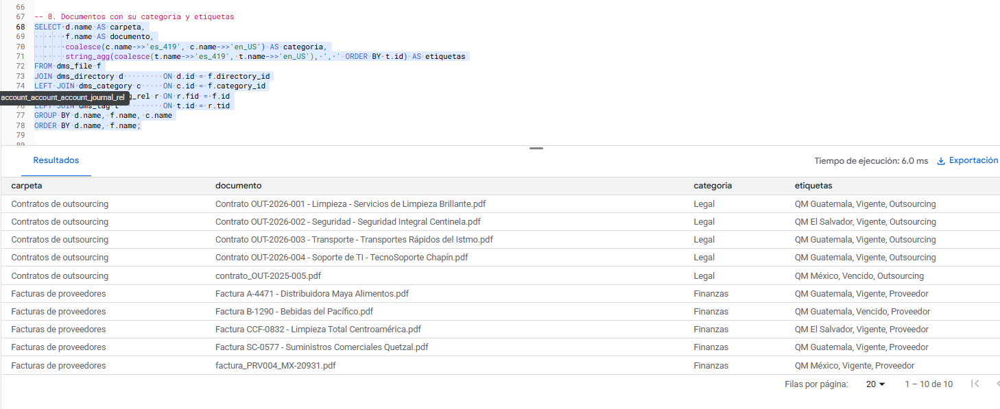 66
67 -- 8. Documentos con su categoria y etiquetas
68 SELECT d.name AS carpeta,
69 f.name AS documento,
70 coalesce(c.name->>'es_419', c.name->>'en_US') AS categoria,
71 string_agg(coalesce(t.name->>'es_419', t.name->>'en_US'), ', ' ORDER BY t.id) AS etiquetas
72 FROM dms_file f
73 JOIN dms_directory d ON d.id = f.directory_id
74 LEFT JOIN dms_category c ON c.id = f.category_id
account_account_account_journal_rel g_rel r ON r.fid = f.id
ON t.id = r.tid
77 GROUP BY d.name, f.name, c.name
78 ORDER BY d.name, f.name;
79
Resultados
Tiempo de ejecución: 6.0 ms Exportación
carpeta documento categoria etiquetas
Contratos de outsourcing Contrato OUT-2026-001 - Limpieza - Servicios de Limpieza Brillante.pdf Legal QM Guatemala, Vigente, Outsourcing
Contratos de outsourcing Contrato OUT-2026-002 - Seguridad - Seguridad Integral Centinela.pdf Legal QM El Salvador, Vigente, Outsourcing
Contratos de outsourcing Contrato OUT-2026-003 - Transporte - Transportes Rápidos del Istmo.pdf Legal QM Guatemala, Vigente, Outsourcing
Contratos de outsourcing Contrato OUT-2026-004 - Soporte de TI - TecnoSoporte Chapín.pdf Legal QM Guatemala, Vigente, Outsourcing
Contratos de outsourcing contrato_OUT-2025-005.pdf Legal QM México, Vencido, Outsourcing
Facturas de proveedores Factura A-4471 - Distribuidora Maya Alimentos.pdf Finanzas QM Guatemala, Vigente, Proveedor
Facturas de proveedores Factura B-1290 - Bebidas del Pacífico.pdf Finanzas QM Guatemala, Vencido, Proveedor
Facturas de proveedores Factura CCF-0832 - Limpieza Total Centroamérica.pdf Finanzas QM El Salvador, Vigente, Proveedor
Facturas de proveedores Factura SC-0577 - Suministros Comerciales Quetzal.pdf Finanzas QM Guatemala, Vigente, Proveedor
Facturas de proveedores factura_PRV004_MX-20931.pdf Finanzas QM México, Vigente, Proveedor
Filas por página: 20 1 – 10 de 10